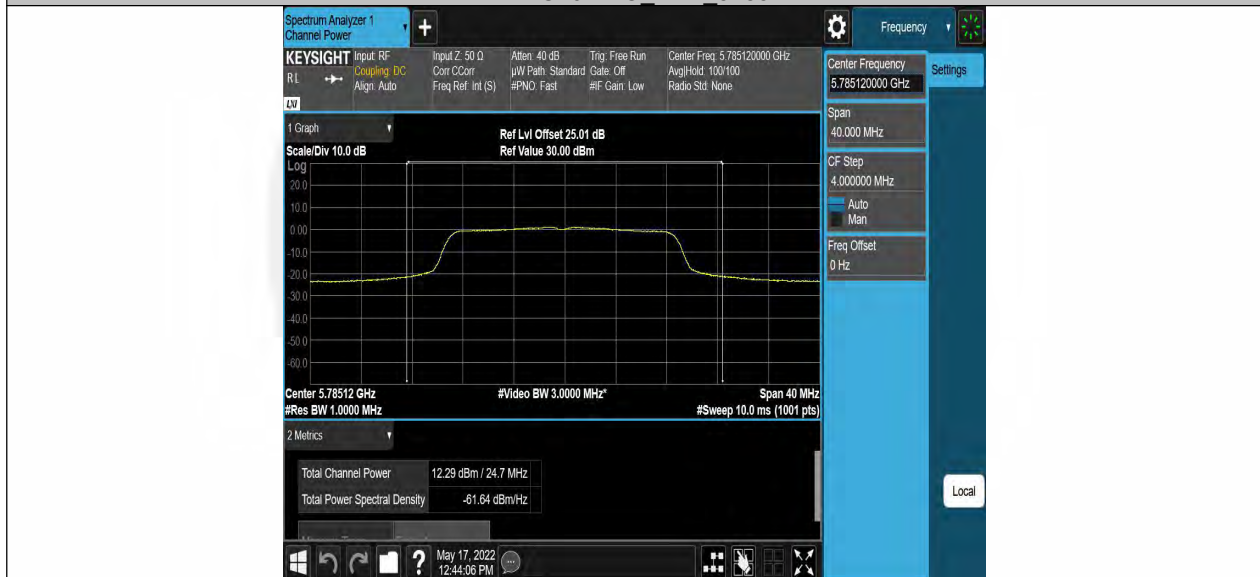 Spectrum Analyzer 1
Channel Power
+
Frequency
KEYSIGHT
RL
LXI
Input: RF
Coupling: DC
Align: Auto
Input Z: 50 Ω
Corr CCorr
Freq Ref: Int (S)
Atten: 40 dB
µW Path: Standard
#PNO: Fast
Trig: Free Run
Gate: Off
#IF Gain: Low
Center Freq: 5.785120000 GHz
Avg|Hold: 100/100
Radio Std: None
Center Frequency
5.785120000 GHz
Settings
Span
40.000 MHz
CF Step
4.000000 MHz
Auto
Man
Freq Offset
0 Hz
Local
1 Graph
Scale/Div 10.0 dB
Ref Lvl Offset 25.01 dB
Ref Value 30.00 dBm
Log
20.0
10.0
0.00
-10.0
-20.0
-30.0
-40.0
-50.0
-60.0
Center 5.78512 GHz
#Res BW 1.0000 MHz
#Video BW 3.0000 MHz*
Span 40 MHz
#Sweep 10.0 ms (1001 pts)
2 Metrics
Total Channel Power 12.29 dBm / 24.7 MHz
Total Power Spectral Density -61.64 dBm/Hz
?
May 17, 2022
12:44:06 PM